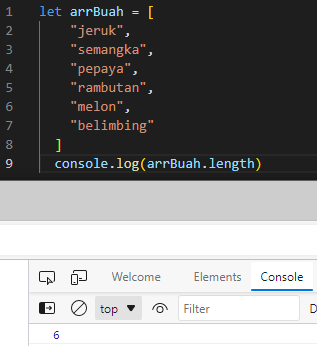 1 let arrBuah = [
2 "jeruk",
3 "semangka",
4 "pepaya",
5 "rambutan",
6 "melon",
7 "belimbing"
8 ]
9 console.log(arrBuah.length)
Welcome Elements Console
top Filter D
6